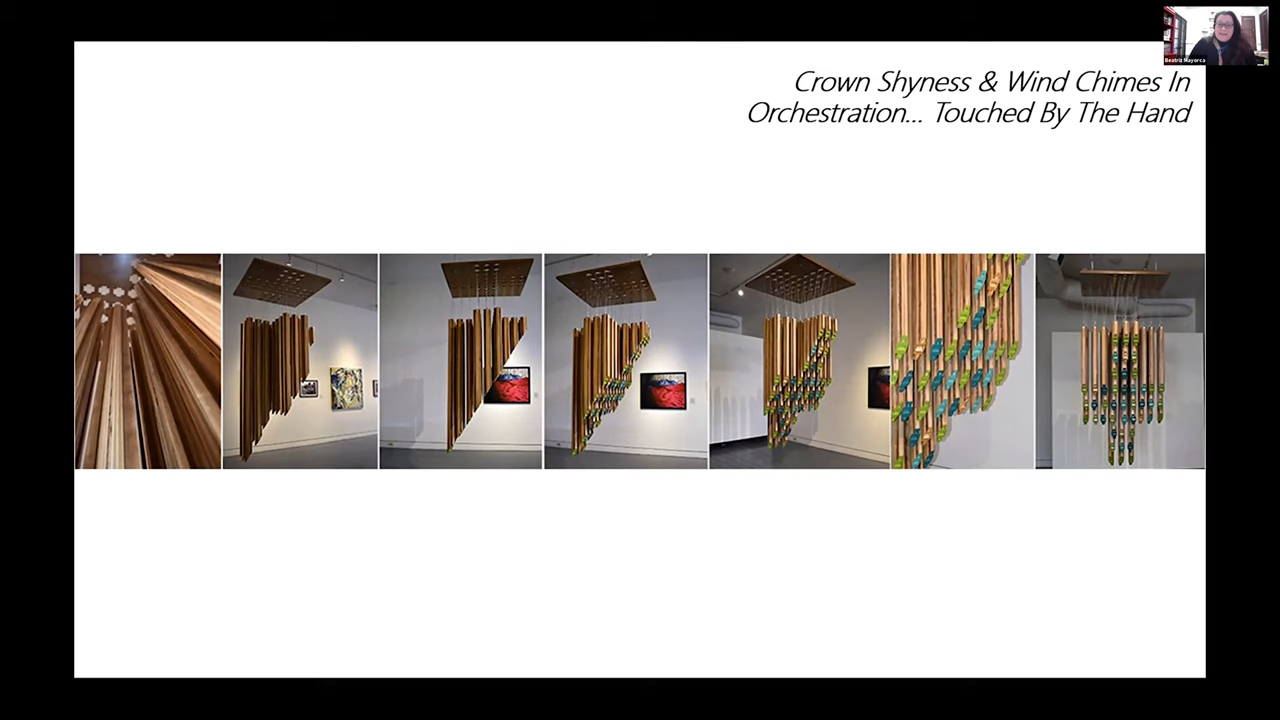 Crown Shyness & Wind Chimes In
Orchestration... Touched By The Hand
Beatriz Mayorca